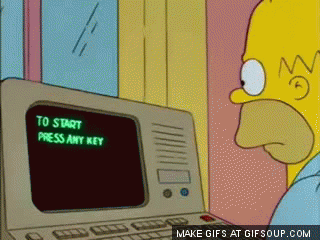 TO START
PRESS ANY KEY
MAKE GIFS AT GIFSOUP.COM